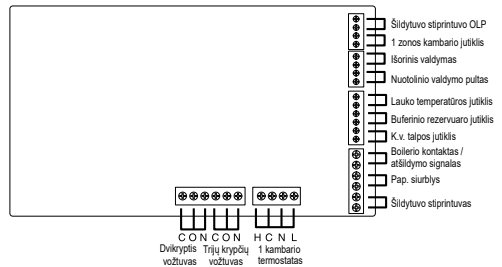 Šildytuvo stiprintuvo OLP
1 zonos kambario jutiklis
Išorinis valdymas
Nuotolinio valdymo pultas
Lauko temperatūros jutiklis
Buferinio rezervuaro jutiklis
K.v. talpos jutiklis
Boilerio kontaktas /
atšildymo signalas
Pap. siurblys
Šildytuvo stiprintuvas
C O N C O N H C N L
Dvikryptis Trijų krypčių 1 kambario
vožtuvas vožtuvas termostatas